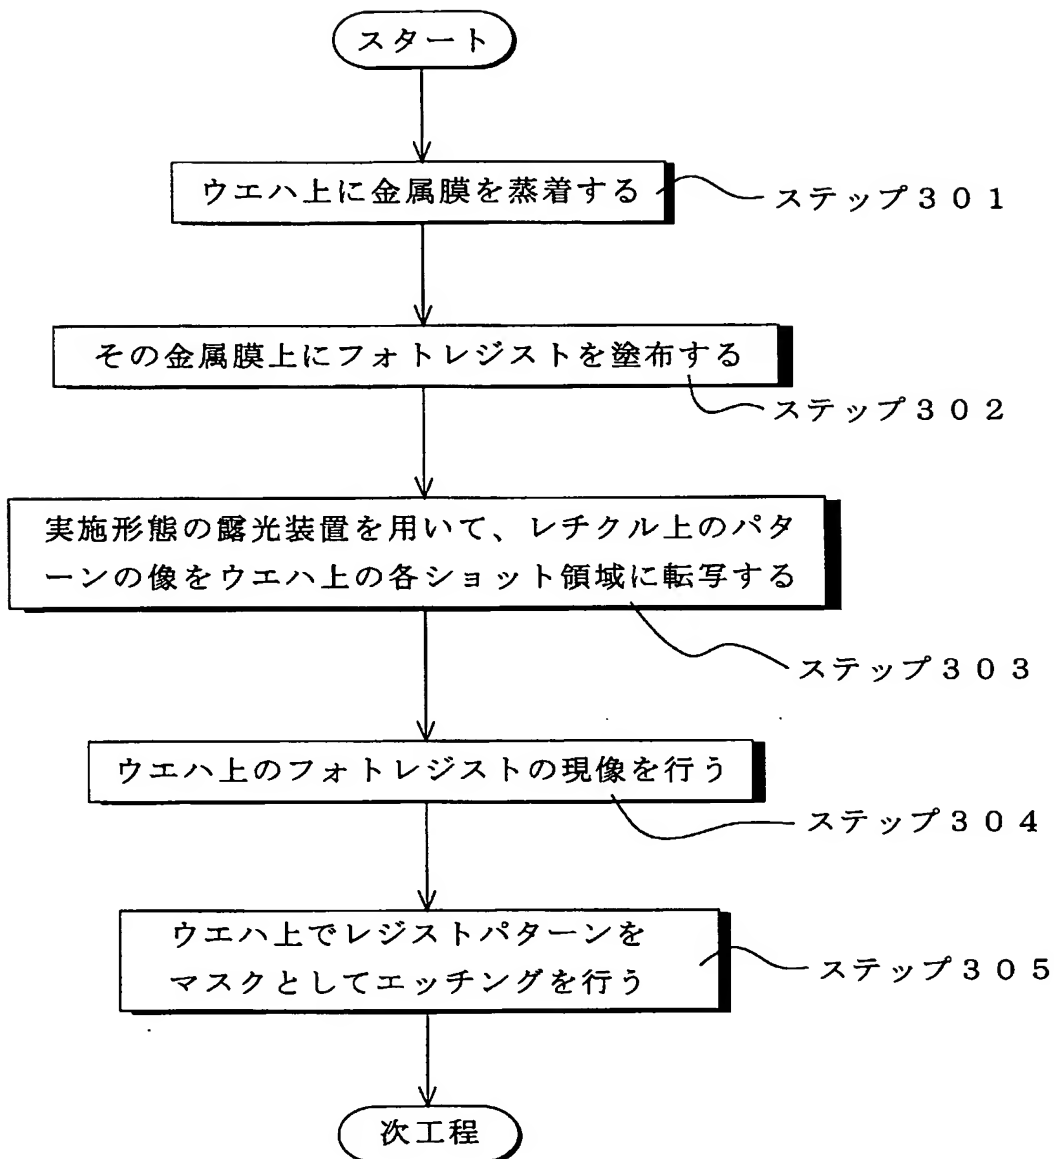 スタート
ウエハ上に金属膜を蒸着する
ステップ３０１
その金属膜上にフォトレジストを塗布する
ステップ３０２
実施形態の露光装置を用いて、レチクル上のパタ
ーンの像をウエハ上の各ショット領域に転写する
ステップ３０３
ウエハ上のフォトレジストの現像を行う
ステップ３０４
ウエハ上でレジストパターンを
マスクとしてエッチングを行う
ステップ３０５
次工程